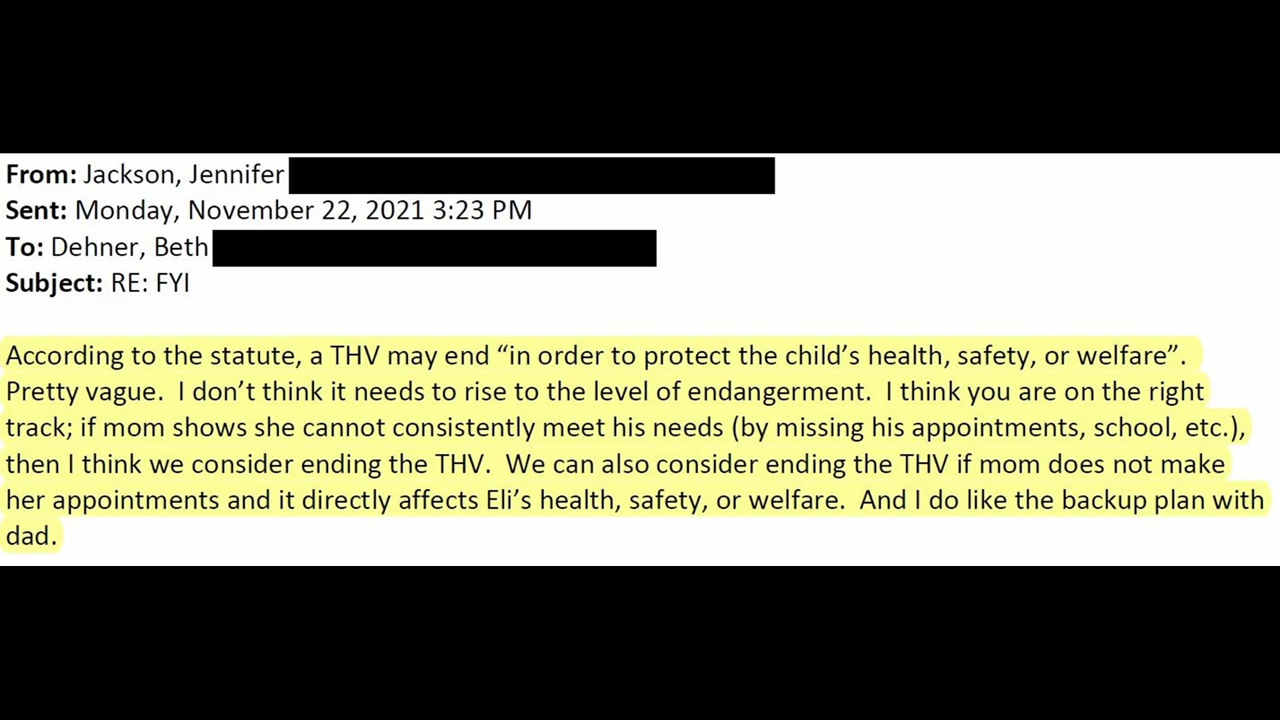 From: Jackson, Jennifer
Sent: Monday, November 22, 2021 3:23 PM
To: Dehner, Beth
Subject: RE: FYI
According to the statute, a THV may end “in order to protect the child’s health, safety, or welfare”.
Pretty vague.  I don’t think it needs to rise to the level of endangerment.  I think you are on the right
track; if mom shows she cannot consistently meet his needs (by missing his appointments, school, etc.),
then I think we consider ending the THV.  We can also consider ending the THV if mom does not make
her appointments and it directly affects Eli’s health, safety, or welfare.  And I do like the backup plan with
dad.